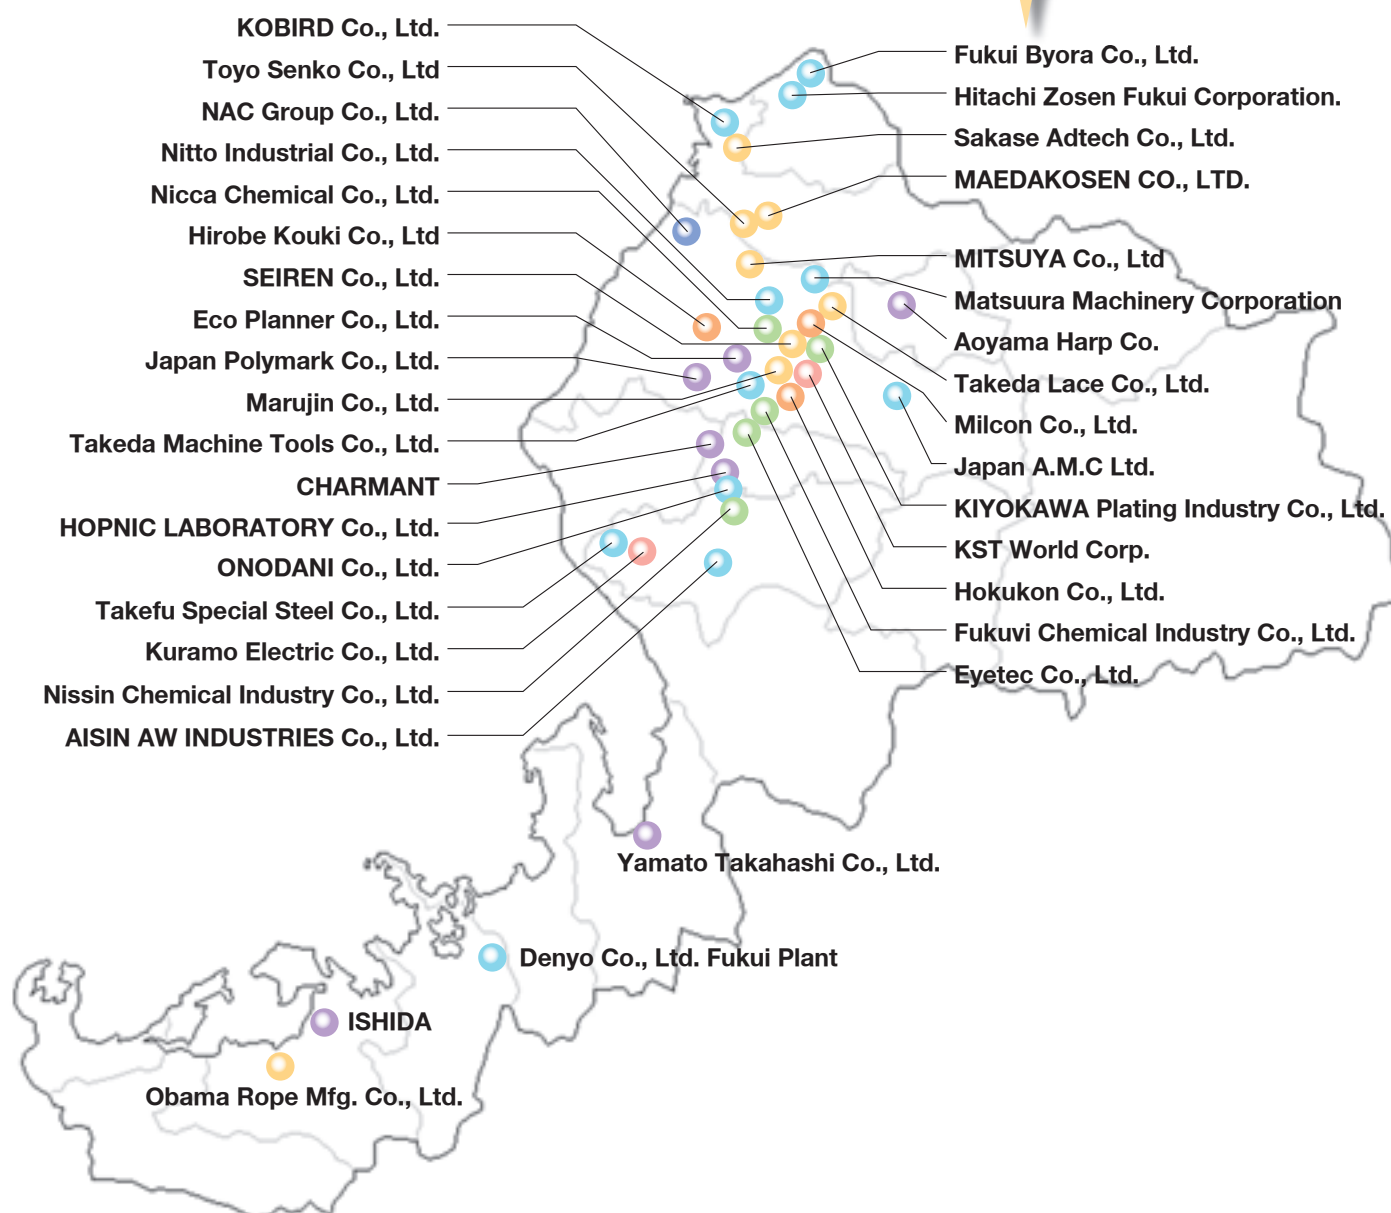 KOBIRD Co., Ltd.
Toyo Senko Co., Ltd
NAC Group Co., Ltd.
Nitto Industrial Co., Ltd.
Nicca Chemical Co., Ltd.
Hirobe Kouki Co., Ltd
SEIREN Co., Ltd.
Eco Planner Co., Ltd.
Japan Polymark Co., Ltd.
Marujin Co., Ltd.
Takeda Machine Tools Co., Ltd.
CHARMANT
HOPNIC LABORATORY Co., Ltd.
ONODANI Co., Ltd.
Takefu Special Steel Co., Ltd.
Kuramo Electric Co., Ltd.
Nissin Chemical Industry Co., Ltd.
AISIN AW INDUSTRIES Co., Ltd.
Fukui Byora Co., Ltd.
Hitachi Zosen Fukui Corporation.
Sakase Adtech Co., Ltd.
MAEDAKOSEN CO., LTD.
MITSUYA Co., Ltd
Matsuura Machinery Corporation
Aoyama Harp Co.
Takeda Lace Co., Ltd.
Milcon Co., Ltd.
Japan A.M.C Ltd.
KIYOKAWA Plating Industry Co., Ltd.
KST World Corp.
Hokukon Co., Ltd.
Fukuvi Chemical Industry Co., Ltd.
Eyetec Co., Ltd.
Yamato Takahashi Co., Ltd.
Denyo Co., Ltd. Fukui Plant
ISHIDA
Obama Rope Mfg. Co., Ltd.